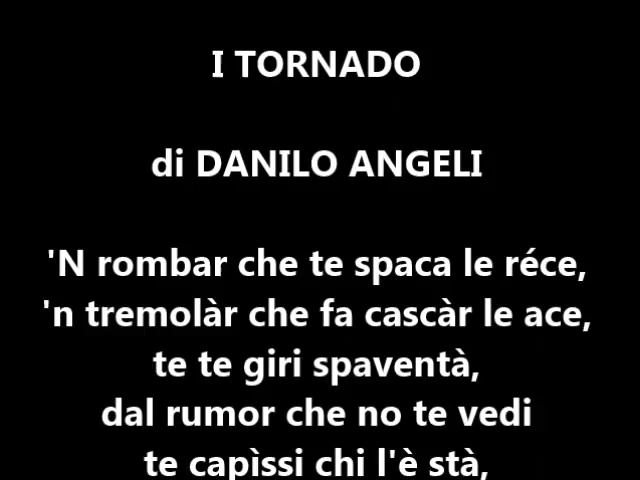 I TORNADO
di DANILO ANGELI
'N rombar che te spaca le réce,
'n tremolàr che fa cascàr le ace,
te te giri spaventà,
dal rumor che no te vedi
te capìssi chi l'è stà,